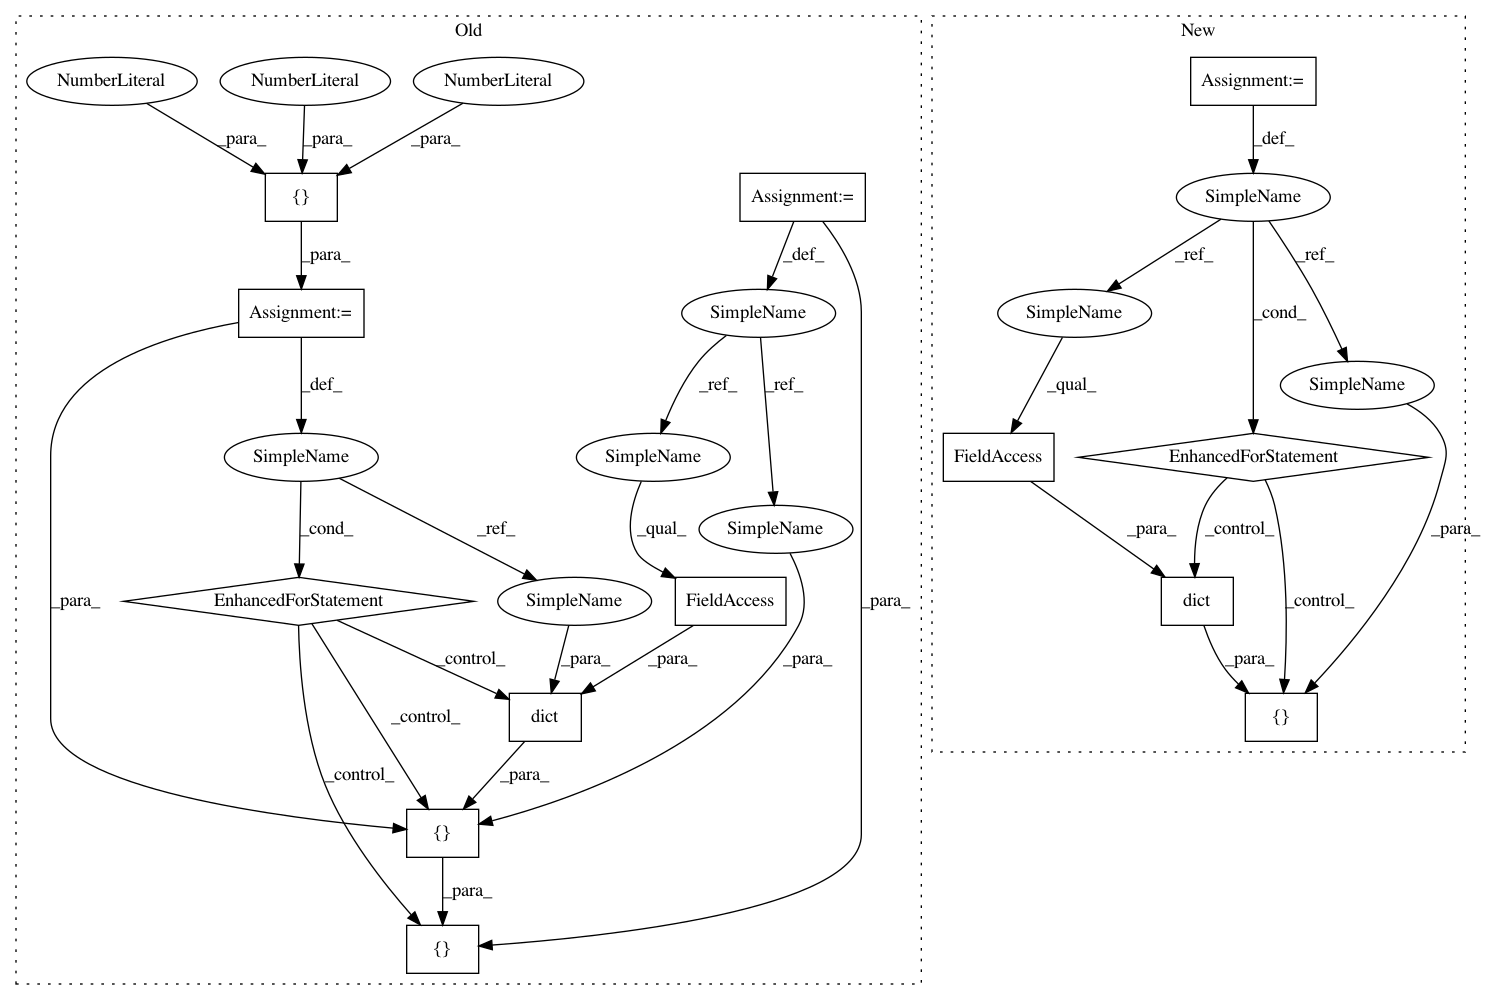 Old
New
NumberLiteral
NumberLiteral
NumberLiteral
Assignment:=
_para_
_para_
_para_
_def_
{}
Assignment:=
SimpleName
_para_
_def_
_ref_
_ref_
Assignment:=
SimpleName
SimpleName
_cond_
_def_
_ref_
_ref_
_qual_
SimpleName
SimpleName
SimpleName
FieldAccess
EnhancedForStatement
_cond_
_ref_
_qual_
SimpleName
_para_
_control_
_para_
_para_
EnhancedForStatement
SimpleName
FieldAccess
_para_
dict
_control_
_control_
_para_
_para_
_para_
_para_
dict
{}
_control_
_control_
_para_
{}
_para_
{}